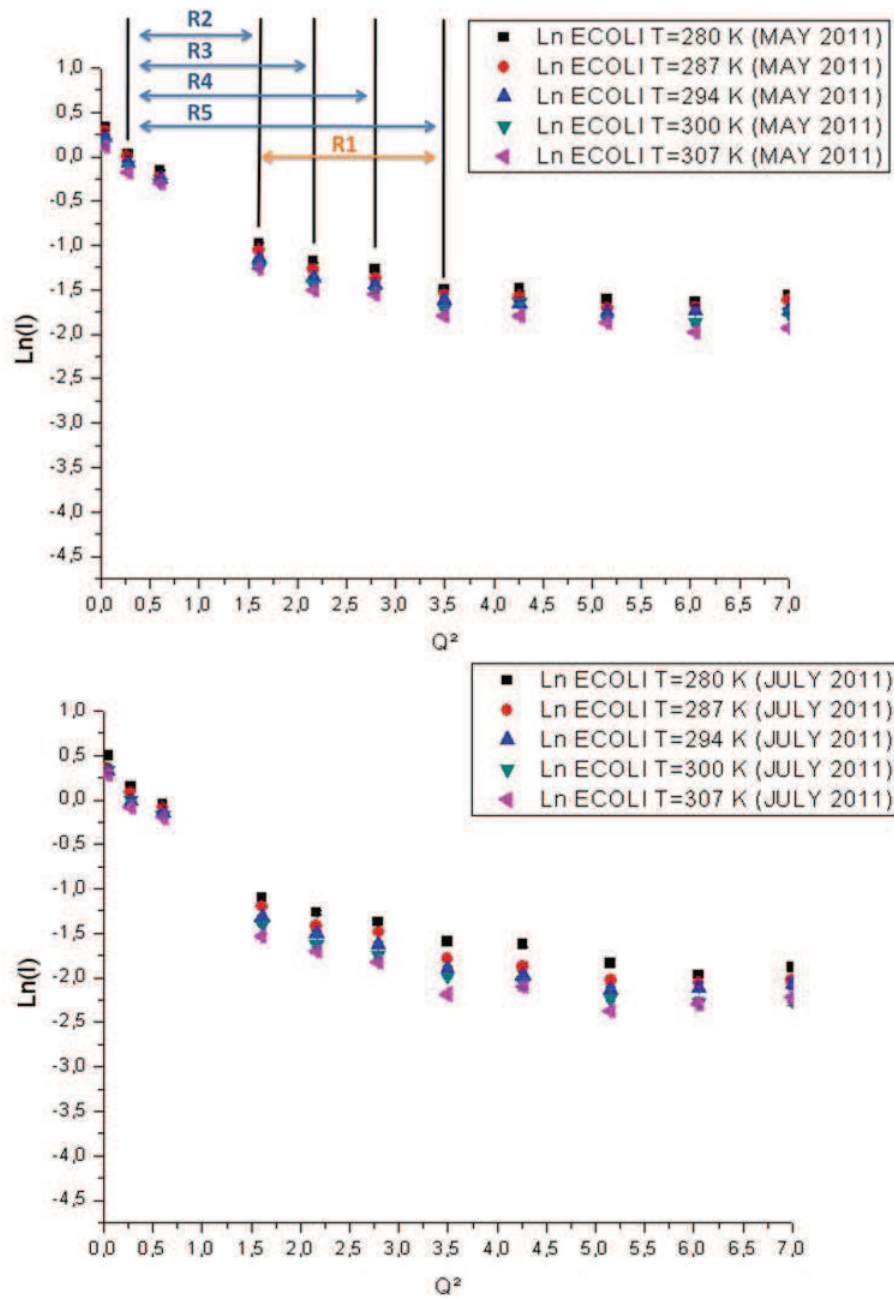 R2
R3
R4
R5
R1
Ln ECOLI T=280 K (MAY 2011)
Ln ECOLI T=287 K (MAY 2011)
Ln ECOLI T=294 K (MAY 2011)
Ln ECOLI T=300 K (MAY 2011)
Ln ECOLI T=307 K (MAY 2011)
1,0
0,5
0,0
-0,5
-1,0
-1,5
-2,0
-2,5
-3,0
-3,5
-4,0
-4,5
Ln(I)
0,0 0,5 1,0 1,5 2,0 2,5 3,0 3,5 4,0 4,5 5,0 5,5 6,0 6,5 7,0
Q²
Ln ECOLI T=280 K (JULY 2011)
Ln ECOLI T=287 K (JULY 2011)
Ln ECOLI T=294 K (JULY 2011)
Ln ECOLI T=300 K (JULY 2011)
Ln ECOLI T=307 K (JULY 2011)
1,0
0,5
0,0
-0,5
-1,0
-1,5
-2,0
-2,5
-3,0
-3,5
-4,0
-4,5
Ln(I)
0,0 0,5 1,0 1,5 2,0 2,5 3,0 3,5 4,0 4,5 5,0 5,5 6,0 6,5 7,0
Q²